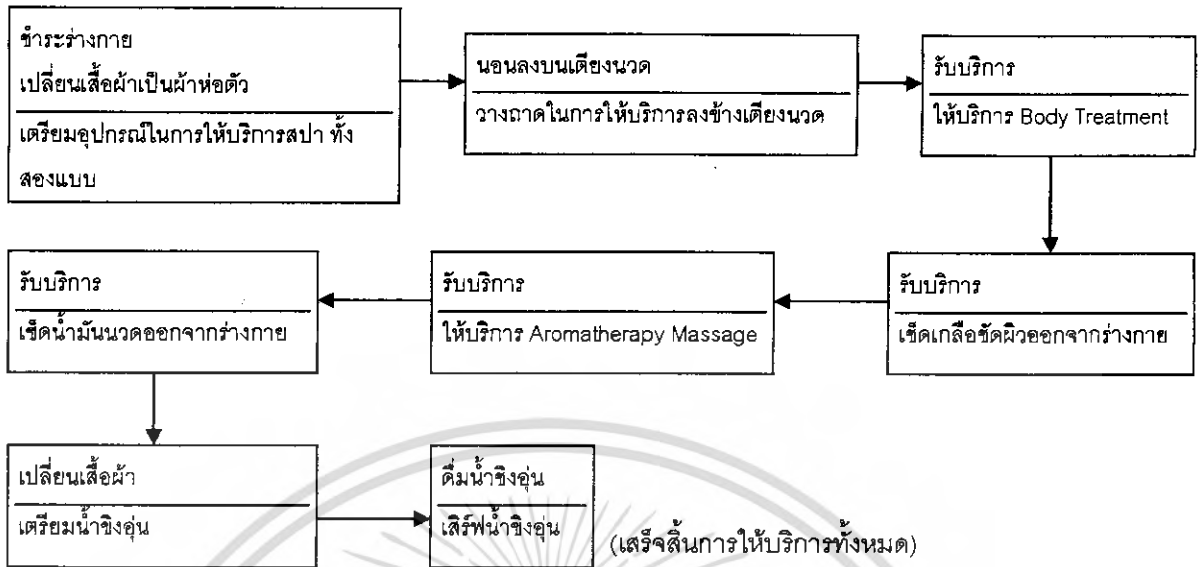 ชำระร่างกาย
เปลี่ยนเสื้อผ้าเป็นผ้าห่อตัว
เตรียมอุปกรณ์ในการให้บริการสปา ทั้ง
สองแบบ
นอนลงบนเตียงนวด
วางถาดในการให้บริการลงข้างเตียงนวด
รับบริการ
ให้บริการ Body Treatment
รับบริการ
เช็ดเกลือขัดผิวออกจากร่างกาย
รับบริการ
ให้บริการ Aromatherapy Massage
รับบริการ
เช็ดน้ำมันนวดออกจากร่างกาย
เปลี่ยนเสื้อผ้า
เตรียมน้ำขิงอุ่น
ดื่มน้ำขิงอุ่น
เสิร์ฟน้ำขิงอุ่น
(เสร็จสิ้นการให้บริการทั้งหมด)